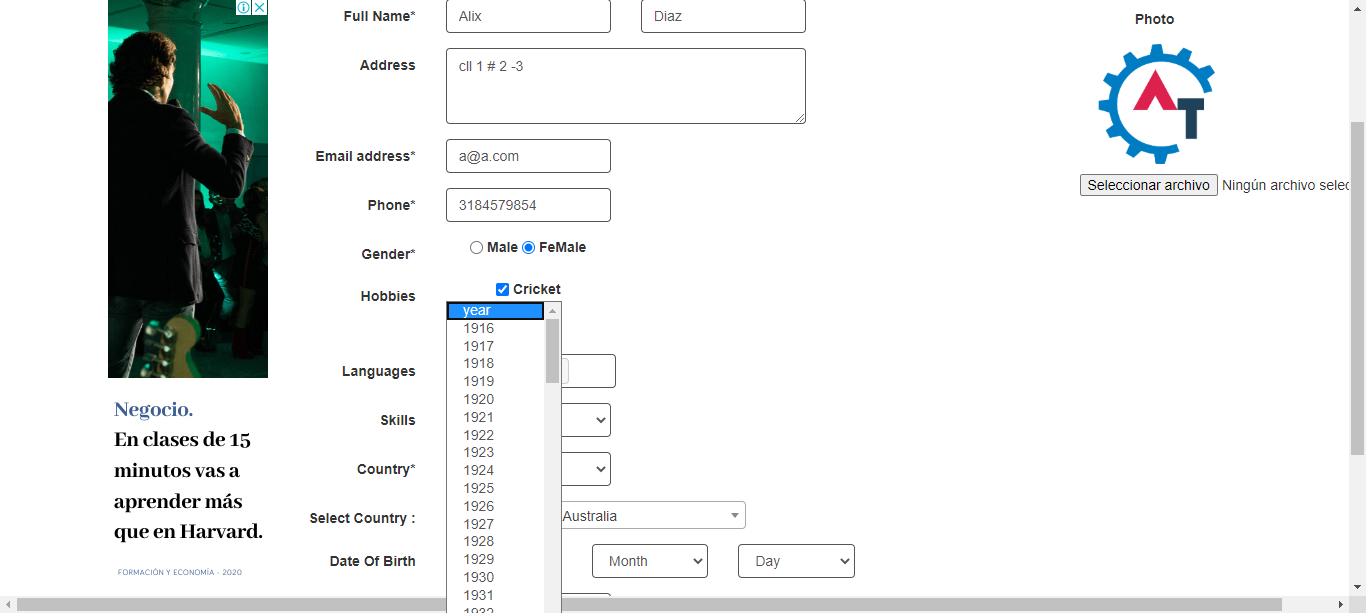 Full Name*
Alix
Diaz
Photo
Address
cll 1 # 2 -3
AT
Email address*
a@a.com
Seleccionar archivo
Ningún archivo selec
Phone*
3184579854
Gender*
Male
FeMale
Hobbies
Cricket
year
1916
1917
1918
1919
1920
1921
1922
1923
1924
1925
1926
1927
1928
1929
1930
1931
1932
Languages
Skills
Country*
Select Country :
Australia
Date Of Birth
Month
Day
Negocio.
En clases de 15
minutos vas a
aprender más
que en Harvard.
FORMACIÓN Y ECONOMÍA - 2020